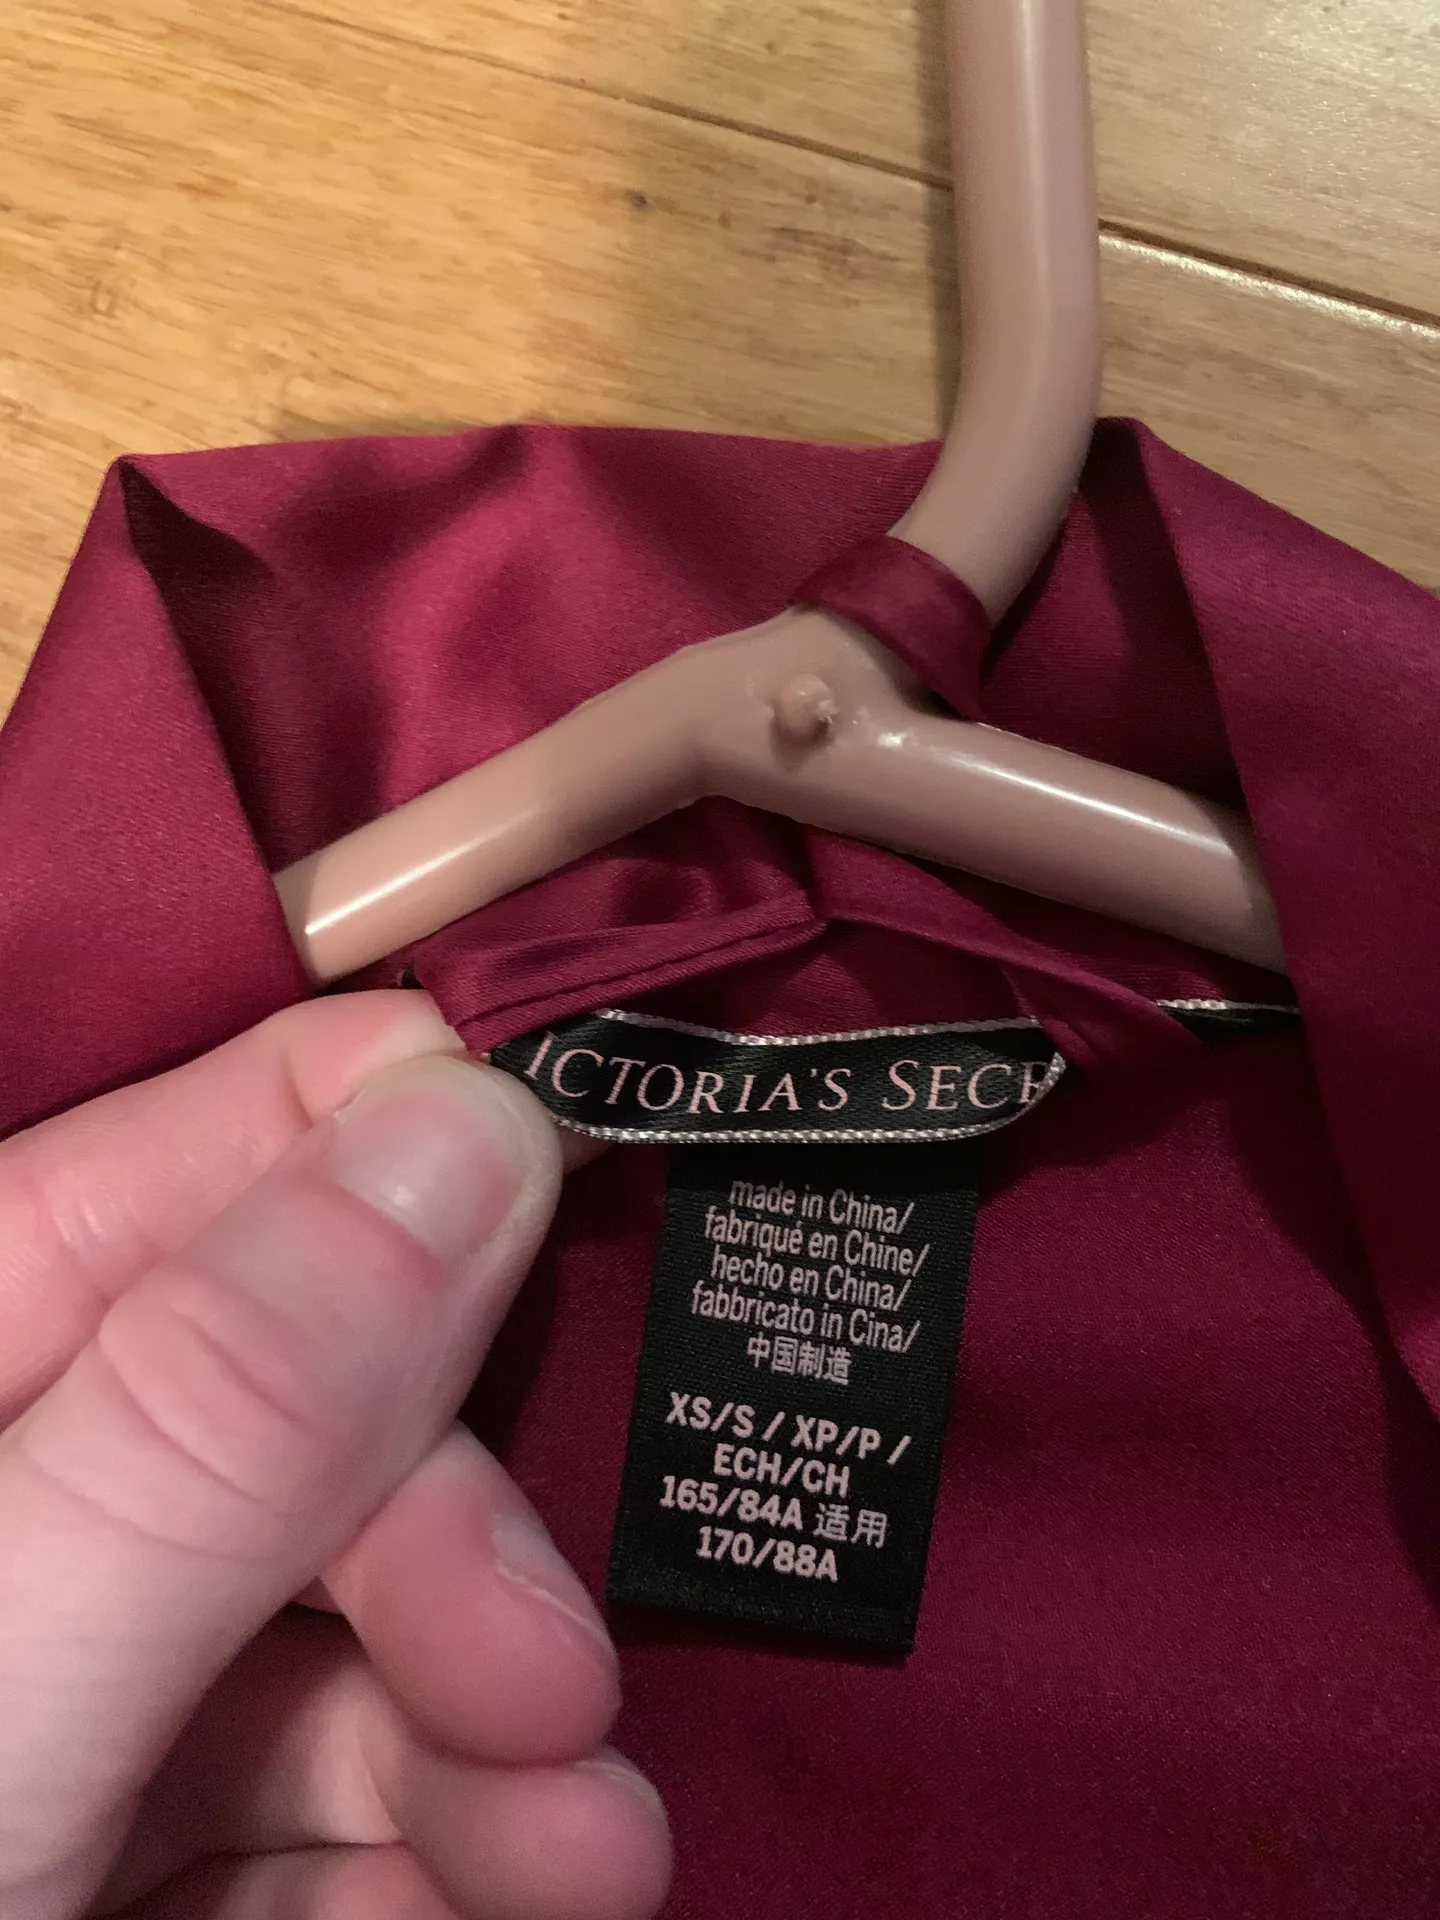 ICTORIA'S SECR
made in China/
fabriqué en Chine/
hecho en China/
fabbricato in Cina/
中国制造
XS/S / XP/P /
ECH/CH
165/84A 适用
170/88A